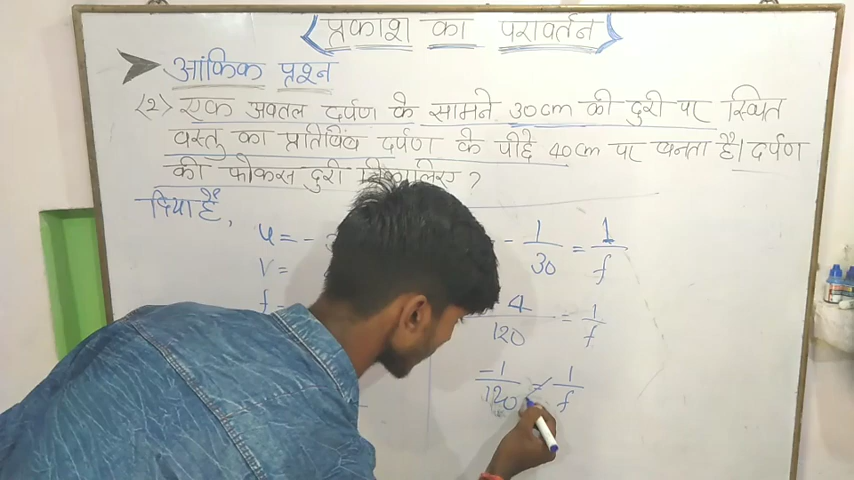 (प्रकाश का परावर्तन)
आंकिक प्रश्न
<2> एक अवतल दर्पण के सामने 30cm की दुरी पर स्थित
वस्तु का प्रतिबिंब दर्पण के पीछे 40cm पर बनता है। दर्पण
की फोकस दुरी निकालिए ?
दिया है,
u = -
- 1/30 = 1/f
v =
f =
4/120 = 1/f
-1/120 = 1/f